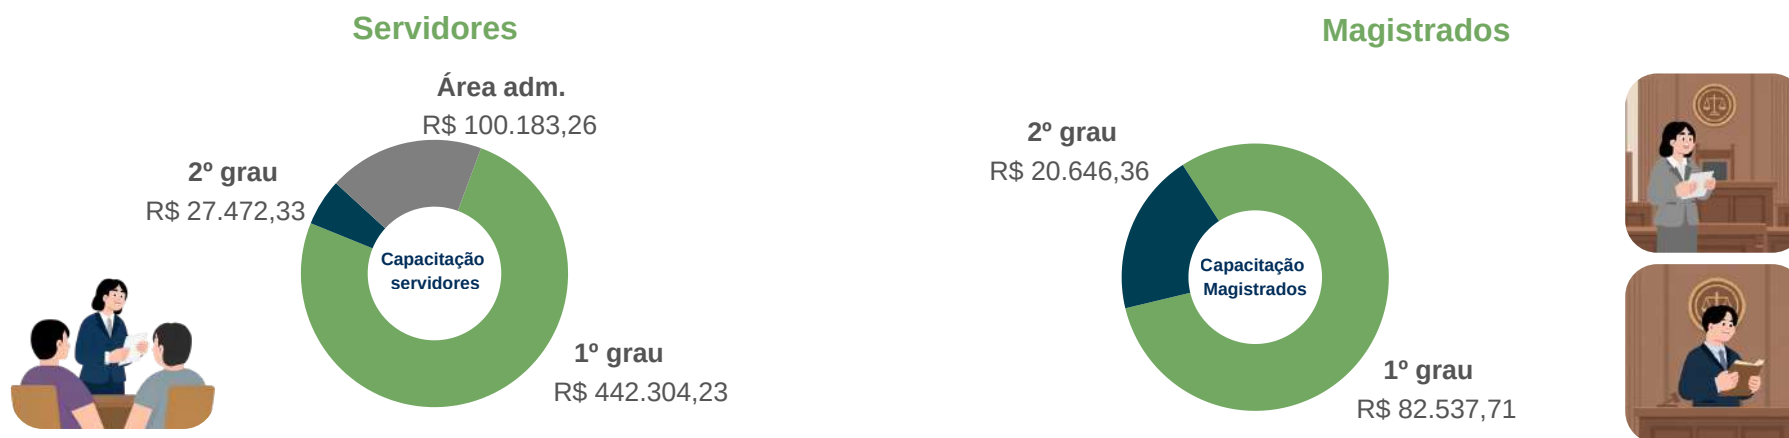 Servidores
Área adm.
R$ 100.183,26
2º grau
R$ 27.472,33
Capacitação
servidores
1º grau
R$ 442.304,23
Magistrados
2º grau
R$ 20.646,36
Capacitação
Magistrados
1º grau
R$ 82.537,71